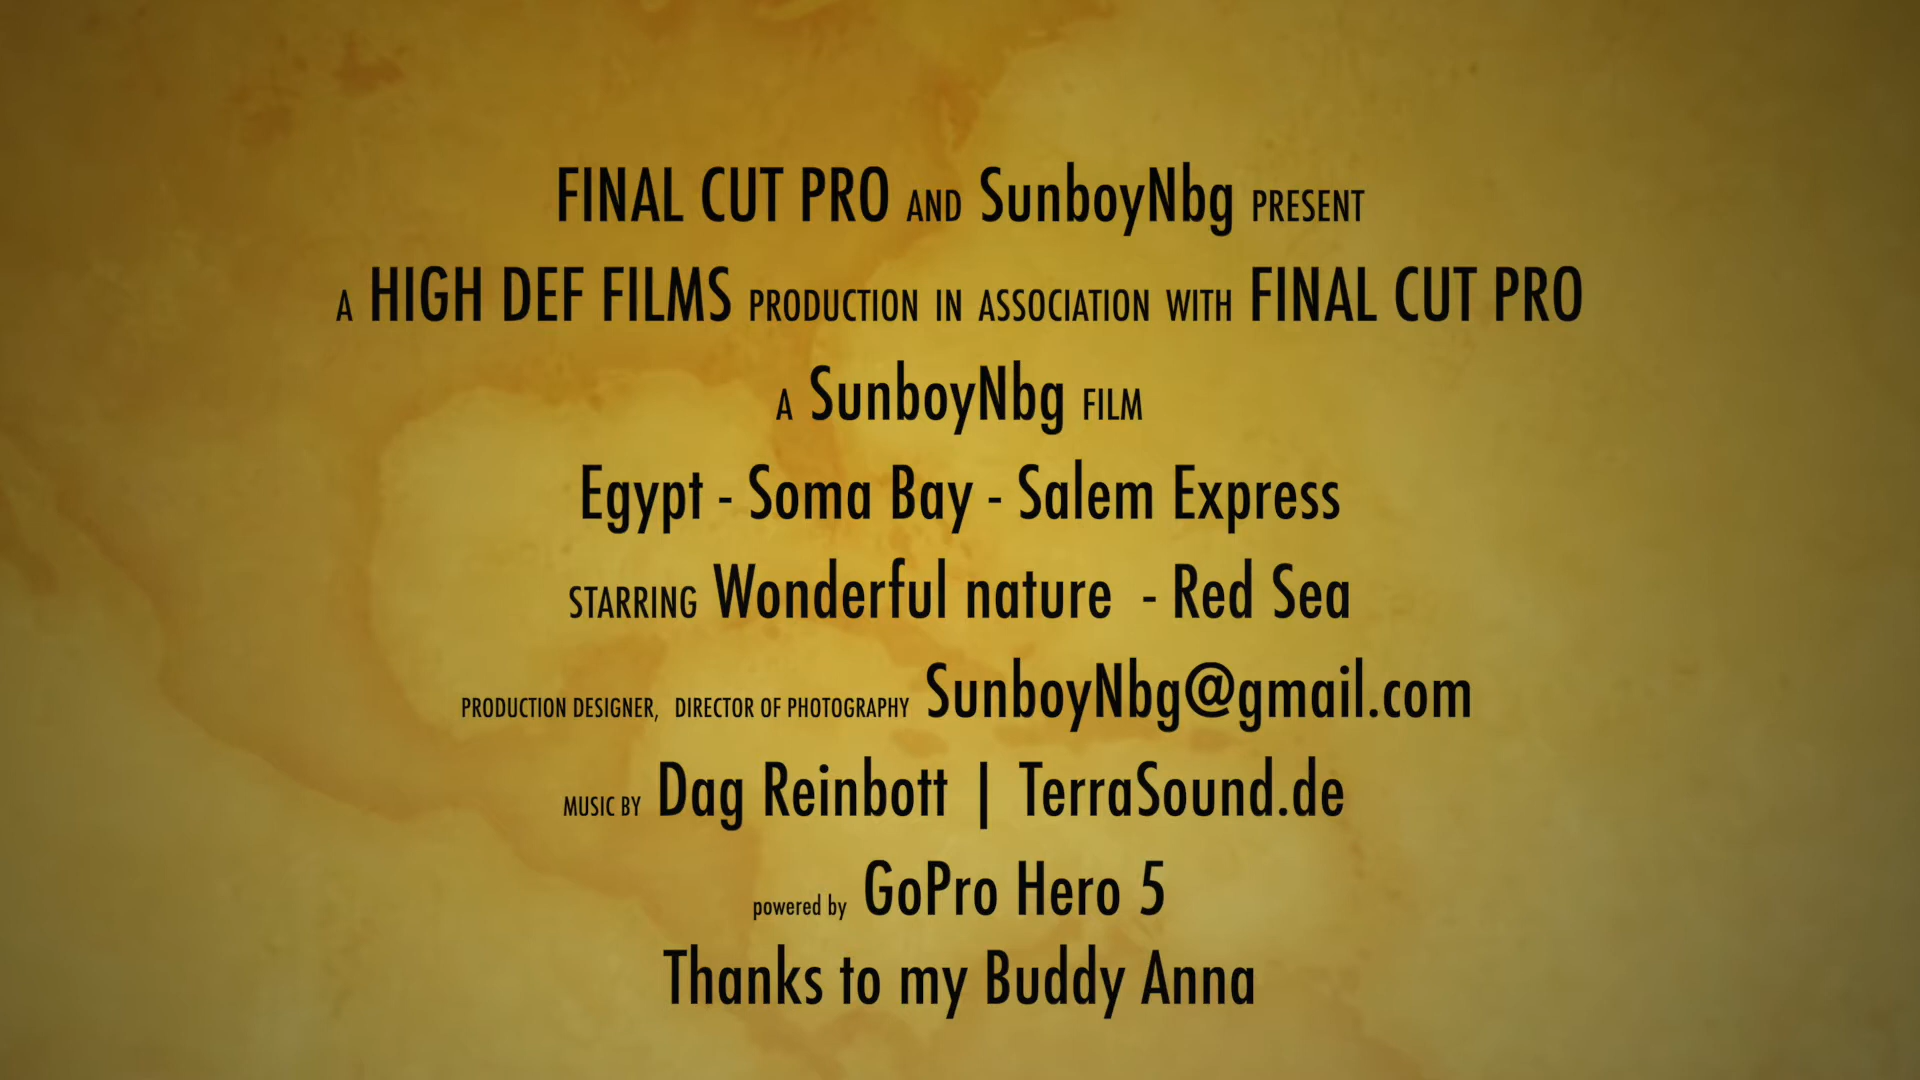 FINAL CUT PRO AND SunboyNbg PRESENT
A HIGH DEF FILMS PRODUCTION IN ASSOCIATION WITH FINAL CUT PRO
A SunboyNbg FILM
Egypt - Soma Bay - Salem Express
STARRING Wonderful nature - Red Sea
PRODUCTION DESIGNER, DIRECTOR OF PHOTOGRAPHY SunboyNbg@gmail.com
MUSIC BY Dag Reinbott | TerraSound.de
powered by GoPro Hero 5
Thanks to my Buddy Anna